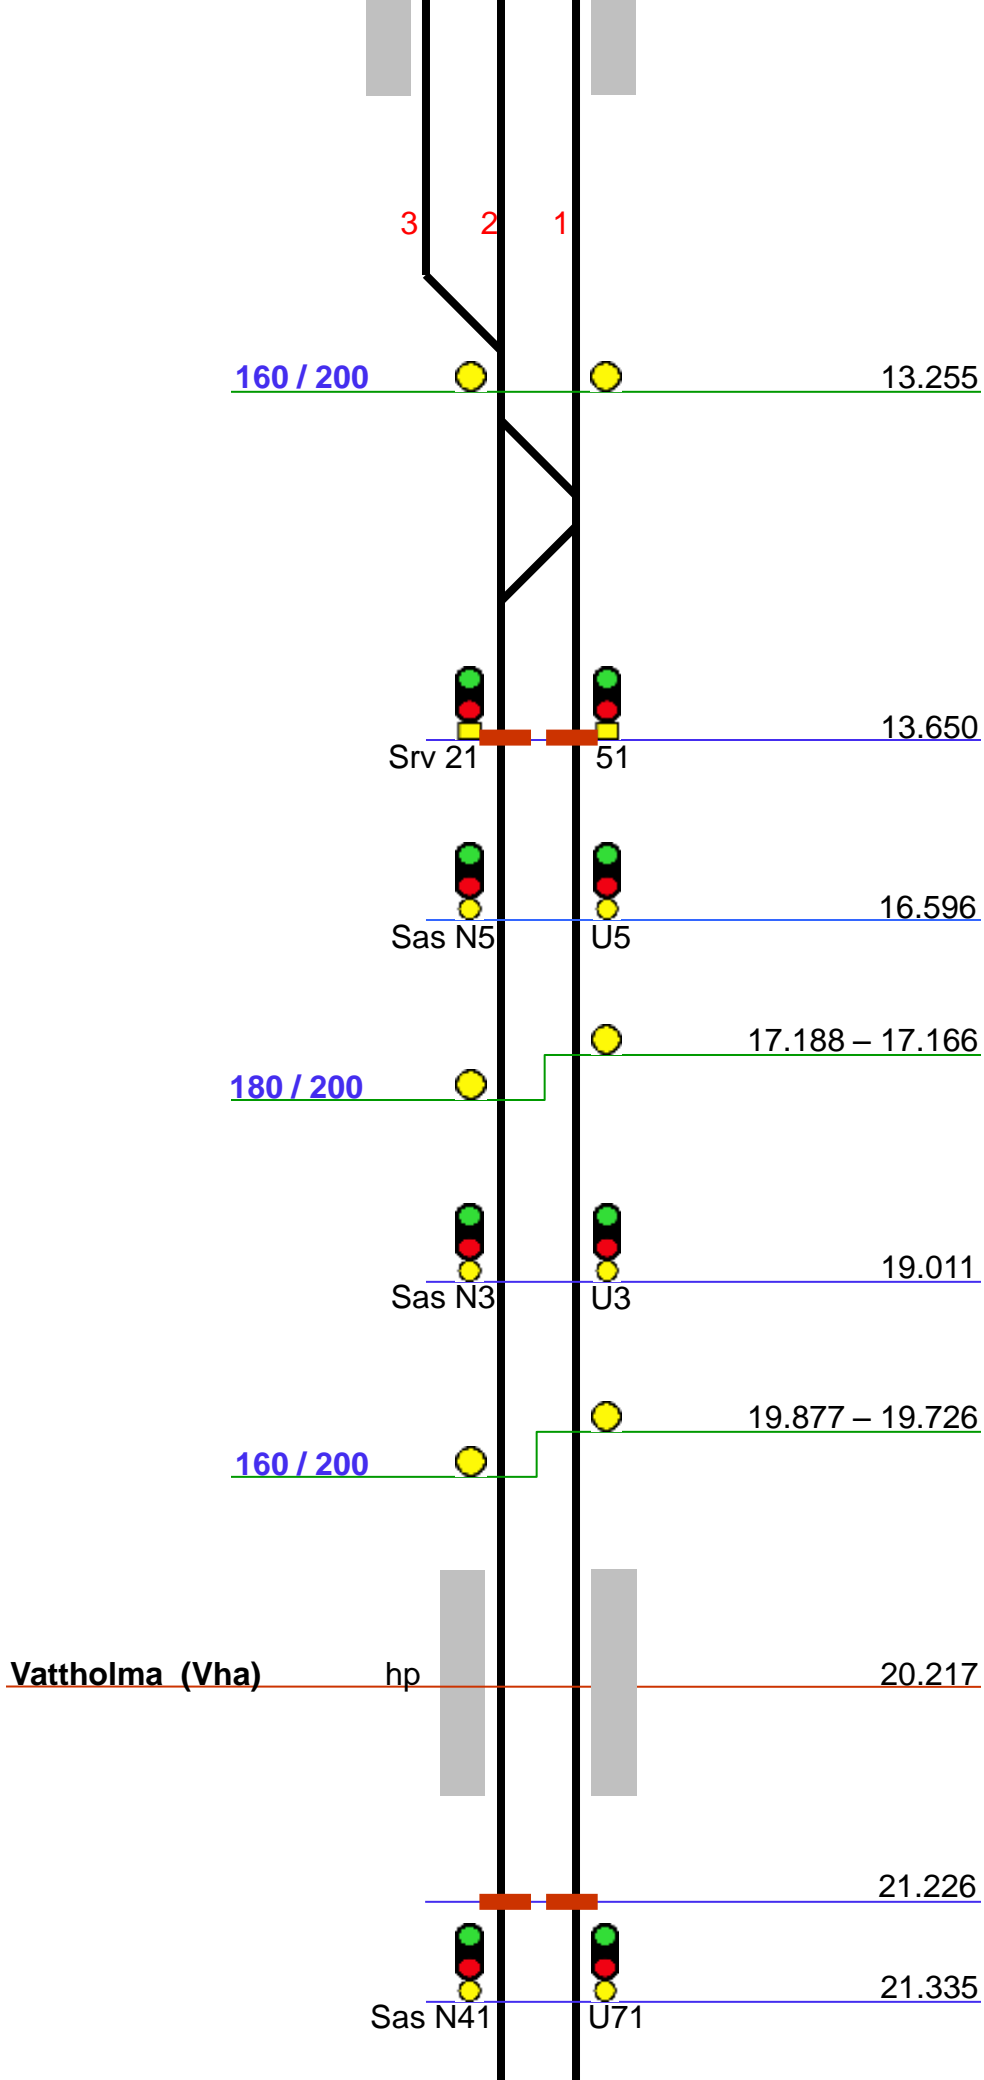 3 2 1
160 / 200 13.255
13.650
Srv 21 51
16.596
Sas N5 U5
17.188 – 17.166
180 / 200
19.011
Sas N3 U3
19.877 – 19.726
160 / 200
Vattholma (Vha) hp 20.217
21.226
21.335
Sas N41 U71